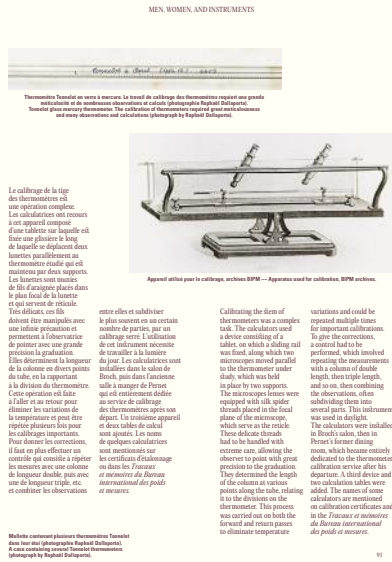 MEN, WOMEN, AND INSTRUMENTS
Thermomètre Tonnelot en verre à mercure. Le travail de calibrage des thermomètres requiert une grande
méticulosité et de nombreuses observations et calculs (photographie Raphaël Dallaporta).
Tonnelot glass mercury thermometer. The calibration of thermometers required great meticulousness
and many observations and calculations (photograph by Raphaël Dallaporta).
Appareil utilisé pour le calibrage, archives BIPM — Apparatus used for calibration, BIPM archives.
Le calibrage de la tige
des thermomètres est
une opération complexe.
Les calculatrices ont recours
à cet appareil composé
d'une tablette sur laquelle est
fixée une glissière le long
de laquelle se déplacent deux
lunettes parallèlement au
thermomètre étudié qui est
maintenu par deux supports.
Les lunettes sont munies
de fils d'araignée placés dans
le plan focal de la lunette
et qui servent de réticule.
Très délicats, ces fils
doivent être manipulés avec
une infinie précaution et
permettent à l'observatrice
de pointer avec une grande
précision la graduation.
Elles déterminent la longueur
de la colonne en divers points
du tube, en la rapportant
à la division du thermomètre.
Cette opération est faite
à l'aller et au retour pour
éliminer les variations de
la température et peut être
répétée plusieurs fois pour
les calibrages importants.
Pour donner les corrections,
il faut en plus effectuer un
contrôle qui consiste à répéter
les mesures avec une colonne
de longueur double, puis avec
une de longueur triple, etc.
et combiner les observations
entre elles et subdiviser
le plus souvent en un certain
nombre de parties, par un
calibrage serré. L'utilisation
de cet instrument nécessite
de travailler à la lumière
du jour. Les calculatrices sont
installées dans le salon de
Broch, puis dans l'ancienne
salle à manger de Pernet
qui est entièrement dédiée
au service de calibrage
des thermomètres après son
départ. Un troisième appareil
et deux tables de calcul
sont ajoutés. Les noms
de quelques calculatrices
sont mentionnés sur
les certificats d'étalonnage
ou dans les Travaux
et mémoires du Bureau
international des poids
et mesures.
Calibrating the stem of
thermometers was a complex
task. The calculators used
a device consisting of a
tablet, on which a sliding rail
was fixed, along which two
microscopes moved parallel
to the thermometer under
study, which was held
in place by two supports.
The microscopes lenses were
equipped with silk spider
threads placed in the focal
plane of the microscope,
which serve as the reticle.
These delicate threads
had to be handled with
extreme care, allowing the
observer to point with great
precision to the graduation.
They determined the length
of the column at various
points along the tube, relating
it to the divisions on the
thermometer. This process
was carried out on both the
forward and return passes
to eliminate temperature
variations and could be
repeated multiple times
for important calibrations.
To give the corrections,
a control had to be
performed, which involved
repeating the measurements
with a column of double
length, then triple length,
and so on, then combining
the observations, often
subdividing them into
several parts. This instrument
was used in daylight.
The calculators were installed
in Broch's salon, then in
Pernet's former dining
room, which became entirely
dedicated to the thermometer
calibration service after his
departure. A third device and
two calculation tables were
added. The names of some
calculators are mentioned
on calibration certificates and
in the Travaux et mémoires
du Bureau international
des poids et mesures.
Mallette contenant plusieurs thermomètres Tonnelot
dans leur étui (photographie Raphaël Dallaporta).
A case containing several Tonnelot thermometers
(photograph by Raphaël Dallaporta).
93